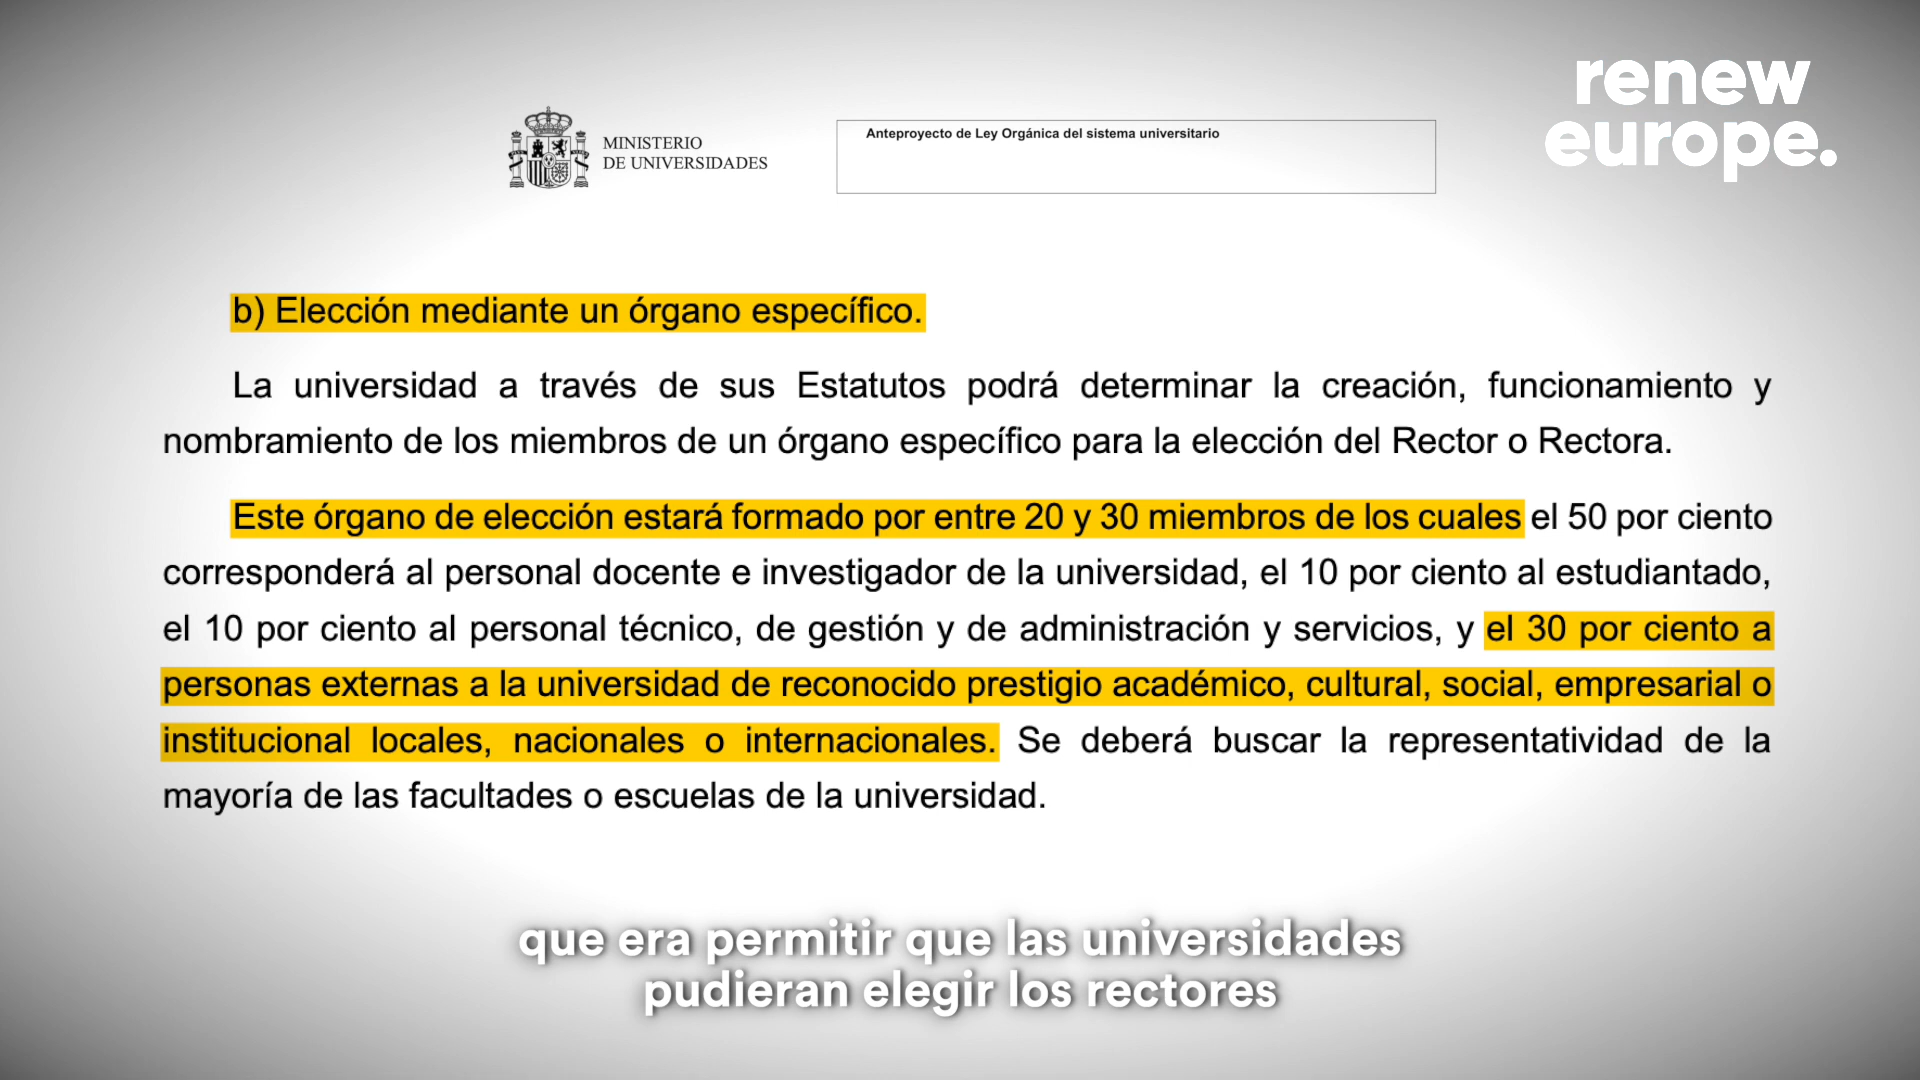 renew
europe.
MINISTERIO
DE UNIVERSIDADES
Anteproyecto de Ley Orgánica del sistema universitario
b) Elección mediante un órgano específico.
La universidad a través de sus Estatutos podrá determinar la creación, funcionamiento y
nombramiento de los miembros de un órgano específico para la elección del Rector o Rectora.
Este órgano de elección estará formado por entre 20 y 30 miembros de los cuales el 50 por ciento
corresponderá al personal docente e investigador de la universidad, el 10 por ciento al estudiantado,
el 10 por ciento al personal técnico, de gestión y de administración y servicios, y el 30 por ciento a
personas externas a la universidad de reconocido prestigio académico, cultural, social, empresarial o
institucional locales, nacionales o internacionales. Se deberá buscar la representatividad de la
mayoría de las facultades o escuelas de la universidad.
que era permitir que las universidades
pudieran elegir los rectores